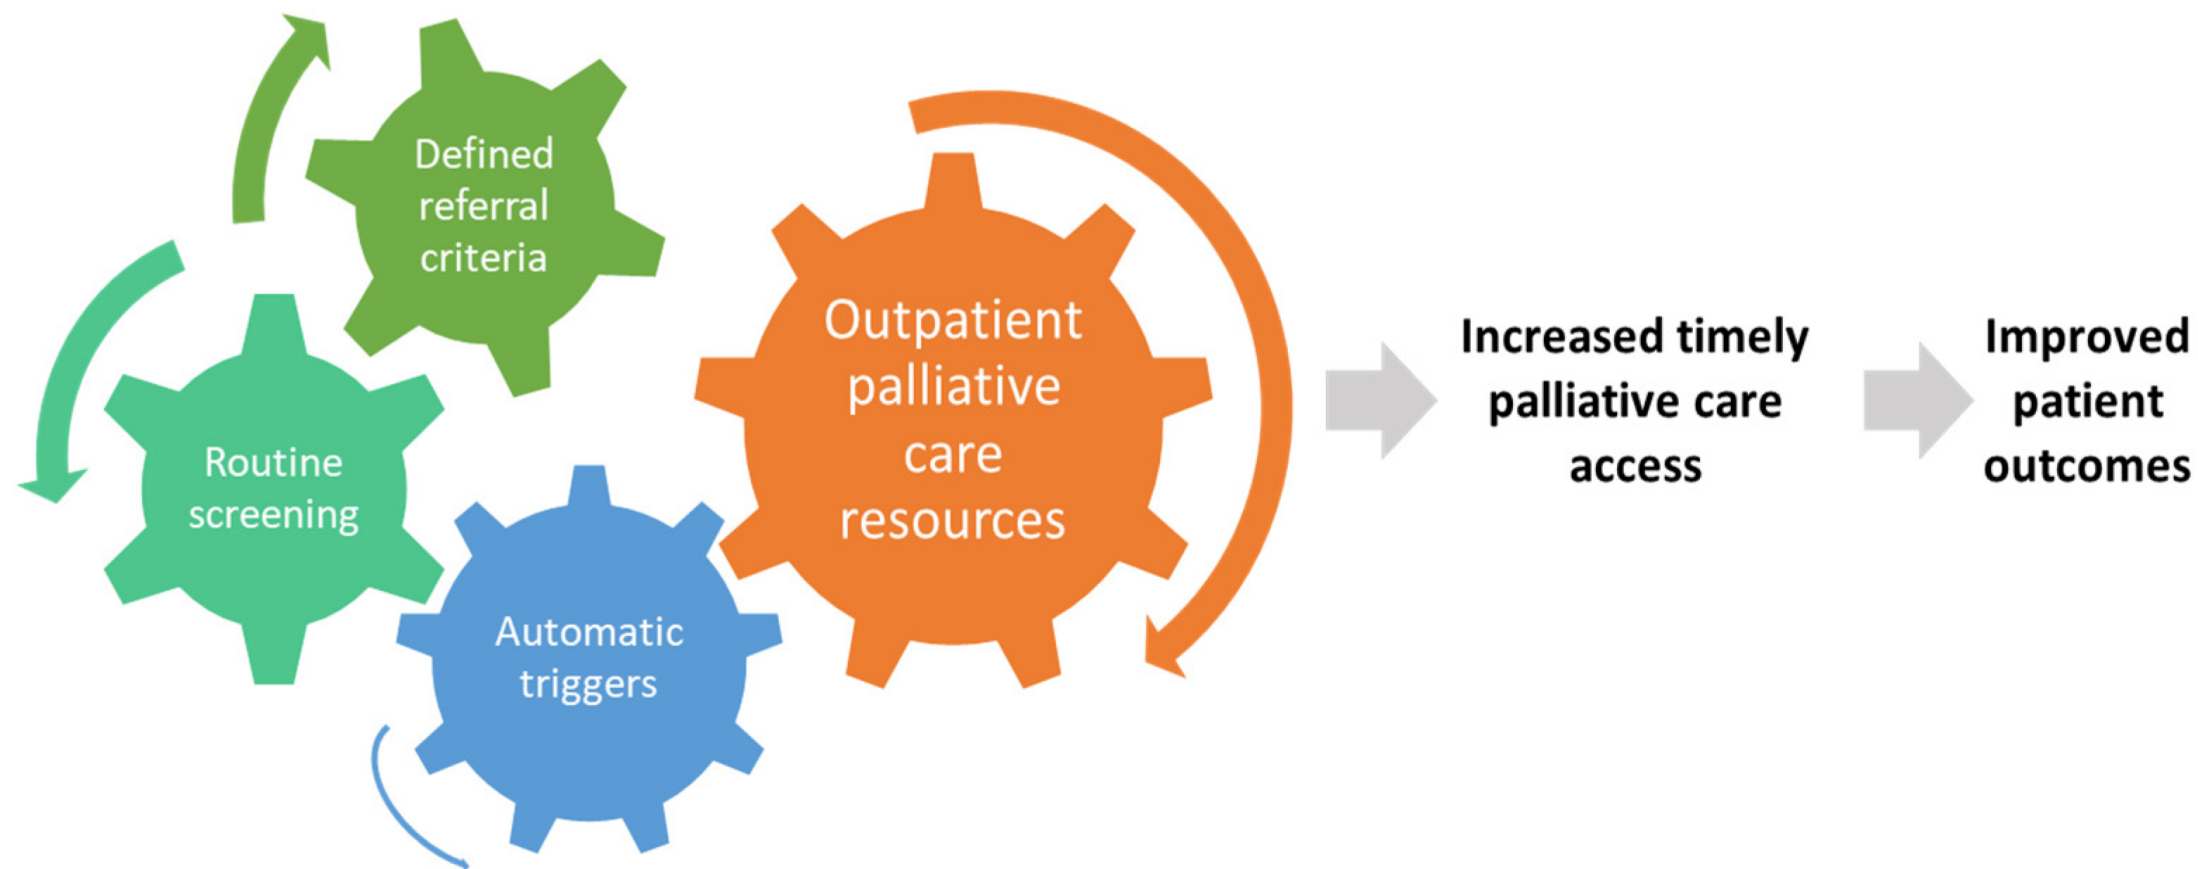 Defined
referral
criteria
Routine
screening
Automatic
triggers
Outpatient
palliative
care
resources
Increased timely
palliative care
access
Improved
patient
outcomes